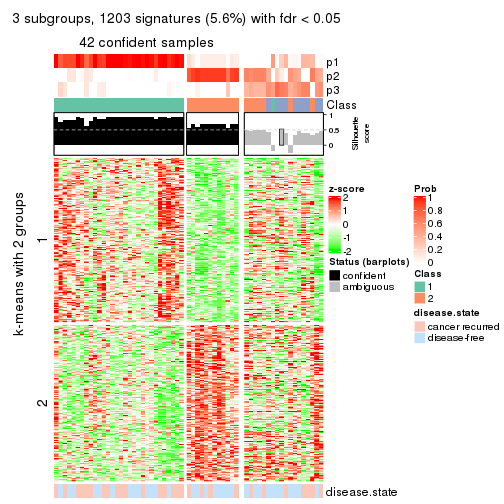 3 subgroups, 1203 signatures (5.6%) with fdr < 0.05
42 confident samples
p1
p2
p3
Class
1
0.5
0
Silhouette
score
k-means with 2 groups
1
2
disease.state
z-score
2
1
0
-1
-2
Status (barplots)
confident
ambiguous
Prob
1
0.8
0.6
0.4
0.2
0
Class
1
2
disease.state
cancer recurred
disease-free